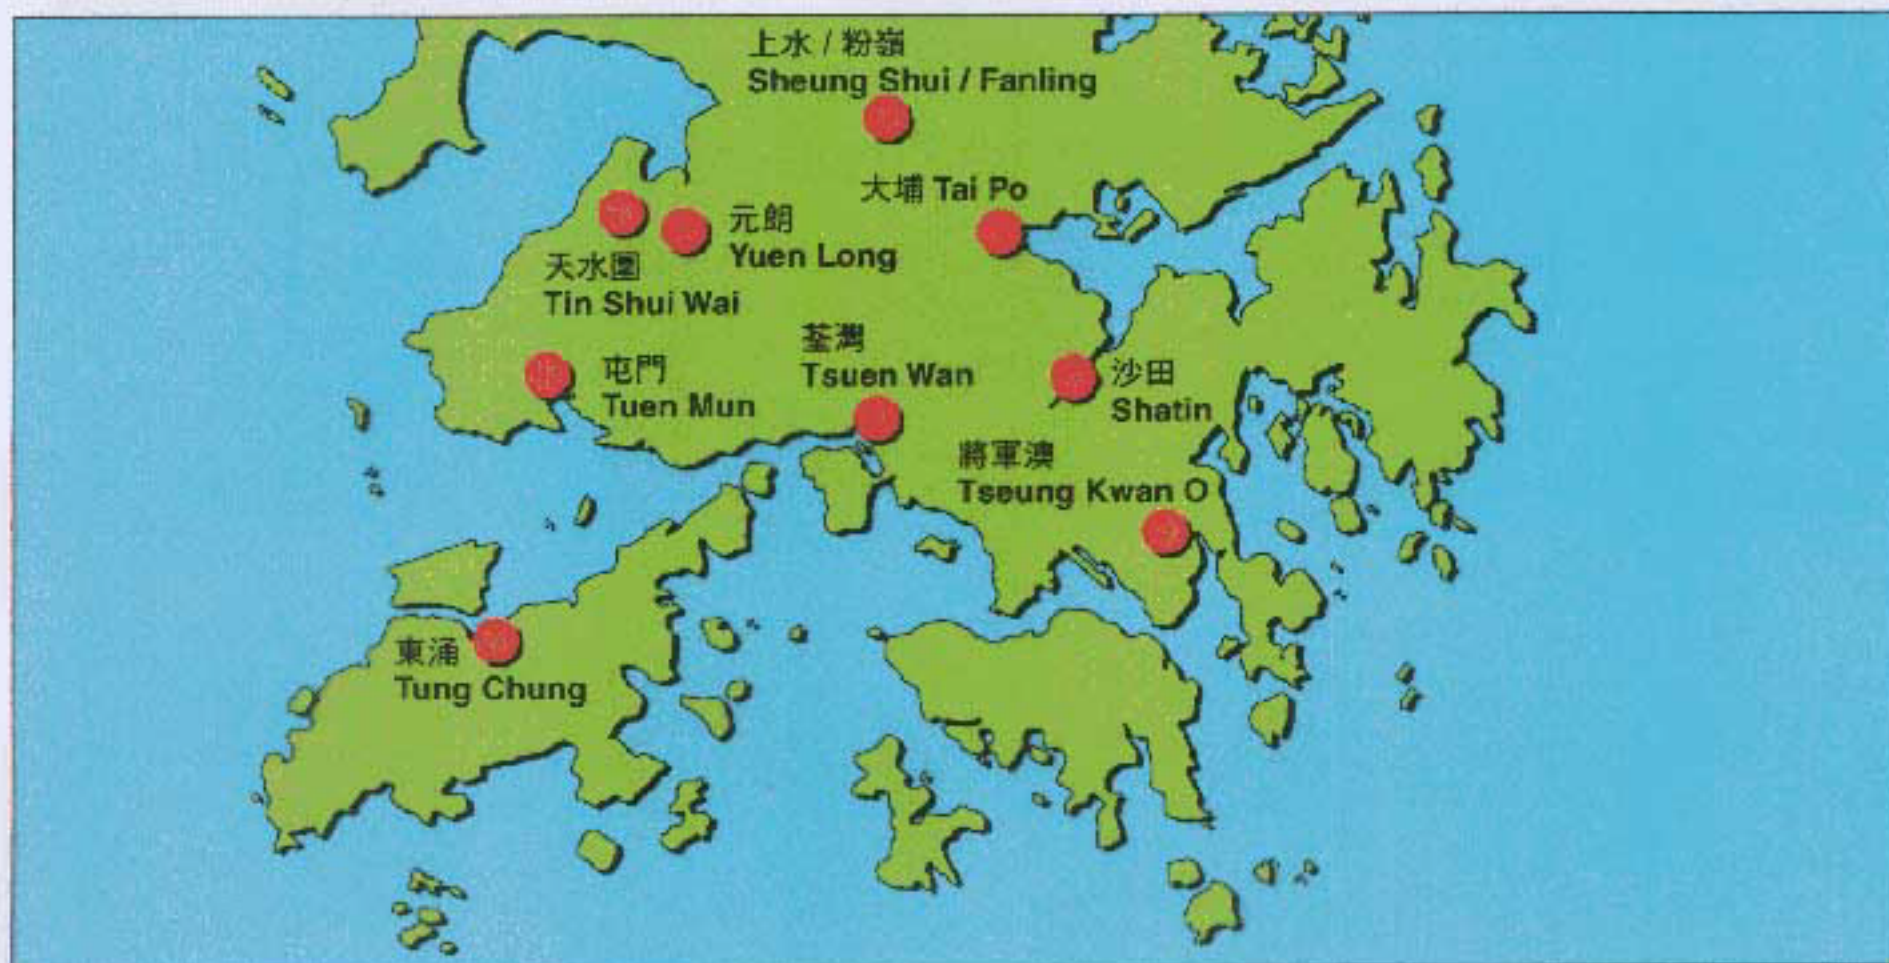 上水 / 粉嶺
Sheung Shui / Fanling
大埔 Tai Po
元朗
Yuen Long
天水圍
Tin Shui Wai
荃灣
Tsuen Wan
屯門
Tuen Mun
沙田
Shatin
將軍澳
Tseung Kwan O
東涌
Tung Chung